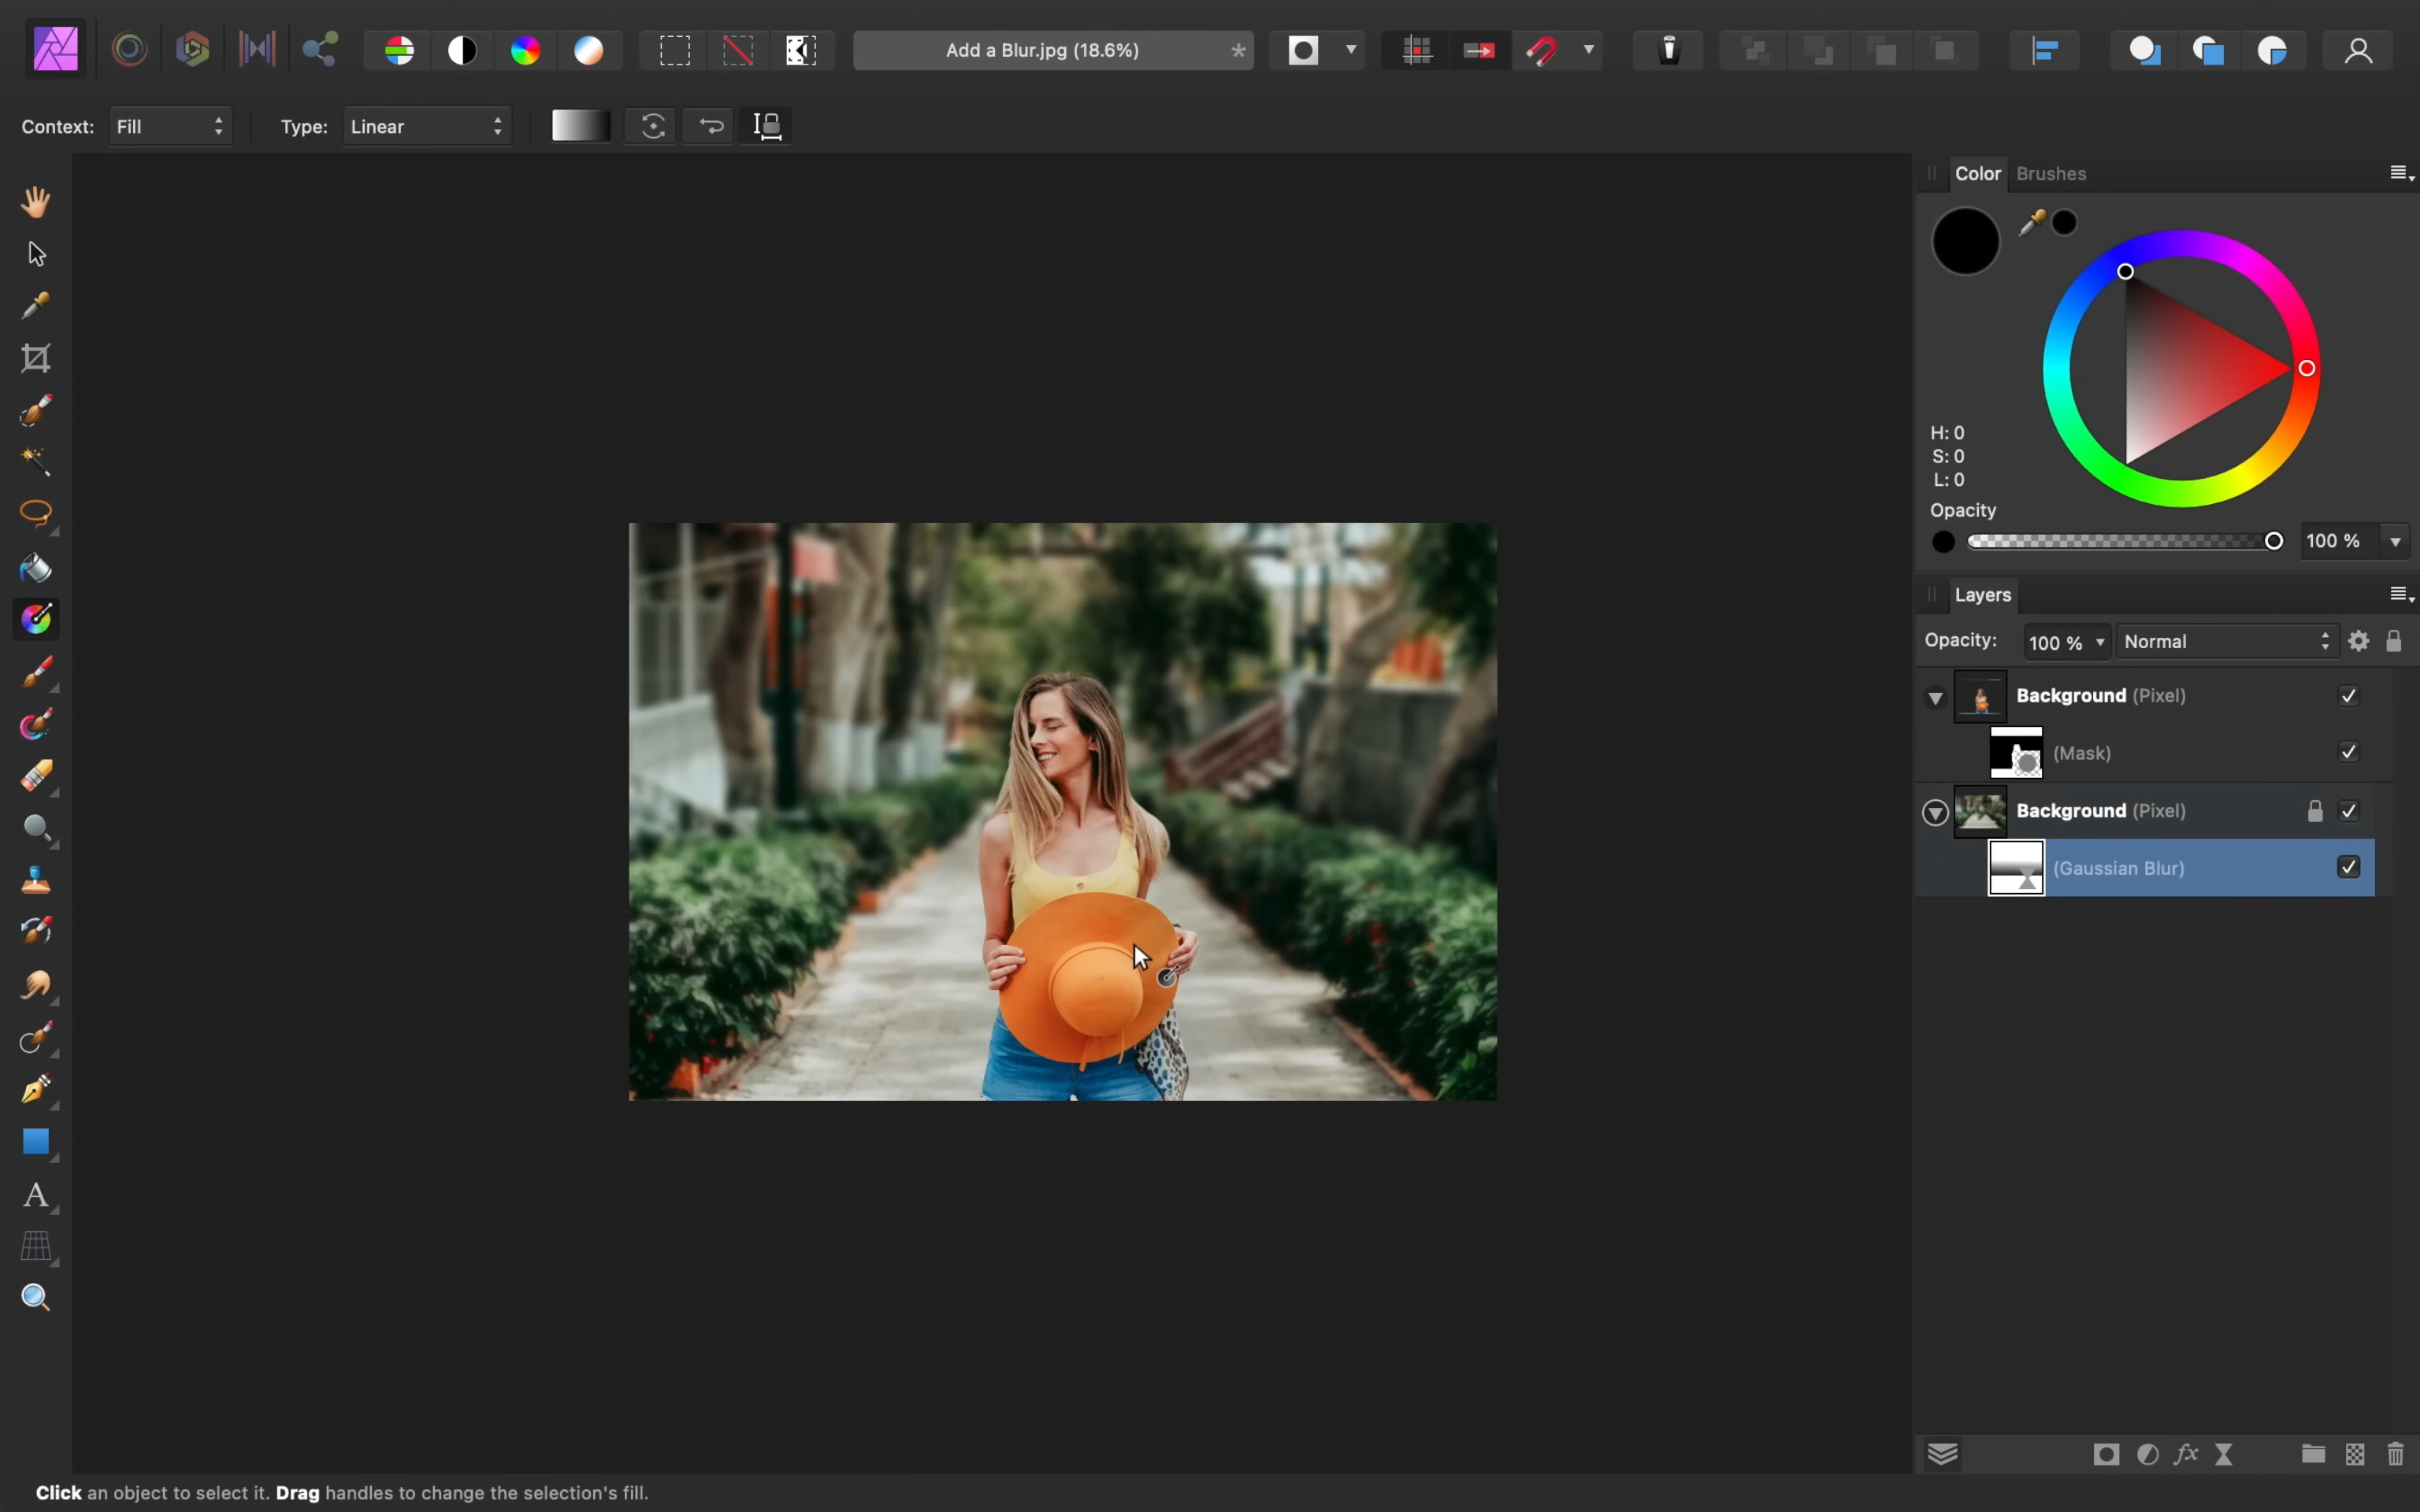 Add a Blur.jpg (18.6%) *
Context: Fill Type: Linear
Color Brushes
H: 0
S: 0
L: 0
Opacity
100 %
Layers
Opacity: 100 % Normal
Background (Pixel)
(Mask)
Background (Pixel)
(Gaussian Blur)
A
fx
Click an object to select it. Drag handles to change the selection's fill.